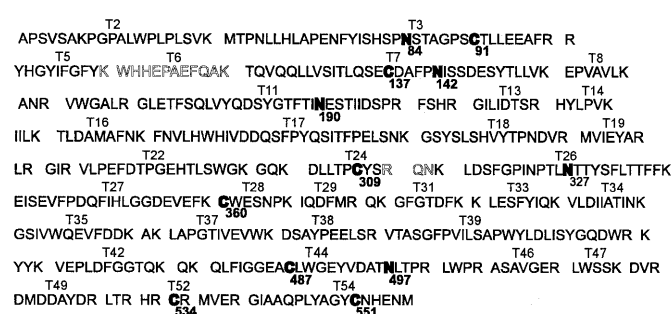 T2 T3
APSVSAKPGPALWPLPLSVK MTPNLLHLAPENFYISHSPNSTAGPSCTLLEEAFR R
T5 T6 84 91 T7 T8
YHGYIFGFYK WHHEPAEFQAK TQVQQLLVSITLQSECDAFPNISSDESYTLLVK EPVAVLK
T11 137 142 T14
ANR VWGALR GLETFSQLVYQDSYGTFTINESTIIDSPR FSHR GILIDTSR HYLPVK
T16 T17 190 T18 T19
IILK TLDAMAFNK FNVLHWHIVDDQSFPYQSITFPELSNK GSYSLSHVYTPNDVR MVIEYAR
T22 T24 T26
LR GIR VLPEFDTPGEHTLSWGK GQK DLLTPCYSR QNK LDSFGPINPTLNTTYSFLTTFFK
T27 T28 T29 309 T31 T33 327 T34
EISEVFPDQFIHLGGDEVEFK CWESNPK IQDFMR QK GFGTDFK K LESFYIQK VLDIIATINK
T35 T37 360 T38 T39
GSIVWQEVFDDK AK LAPGTIVEVWK DSAYPEELSR VTASGFPVILSAPWYLDLISYGQDWR K
T42 T44 T46 T47
YYK VEPLDFGGTQK QK QLFIGGEACLWGEYVDATNLTPR LWPR ASAVGER LWSSK DVR
T49 T52 487 T54 497
DMDDAYDR LTR HR CR MVER GIAAQPLYAGYCNHENM
534 551